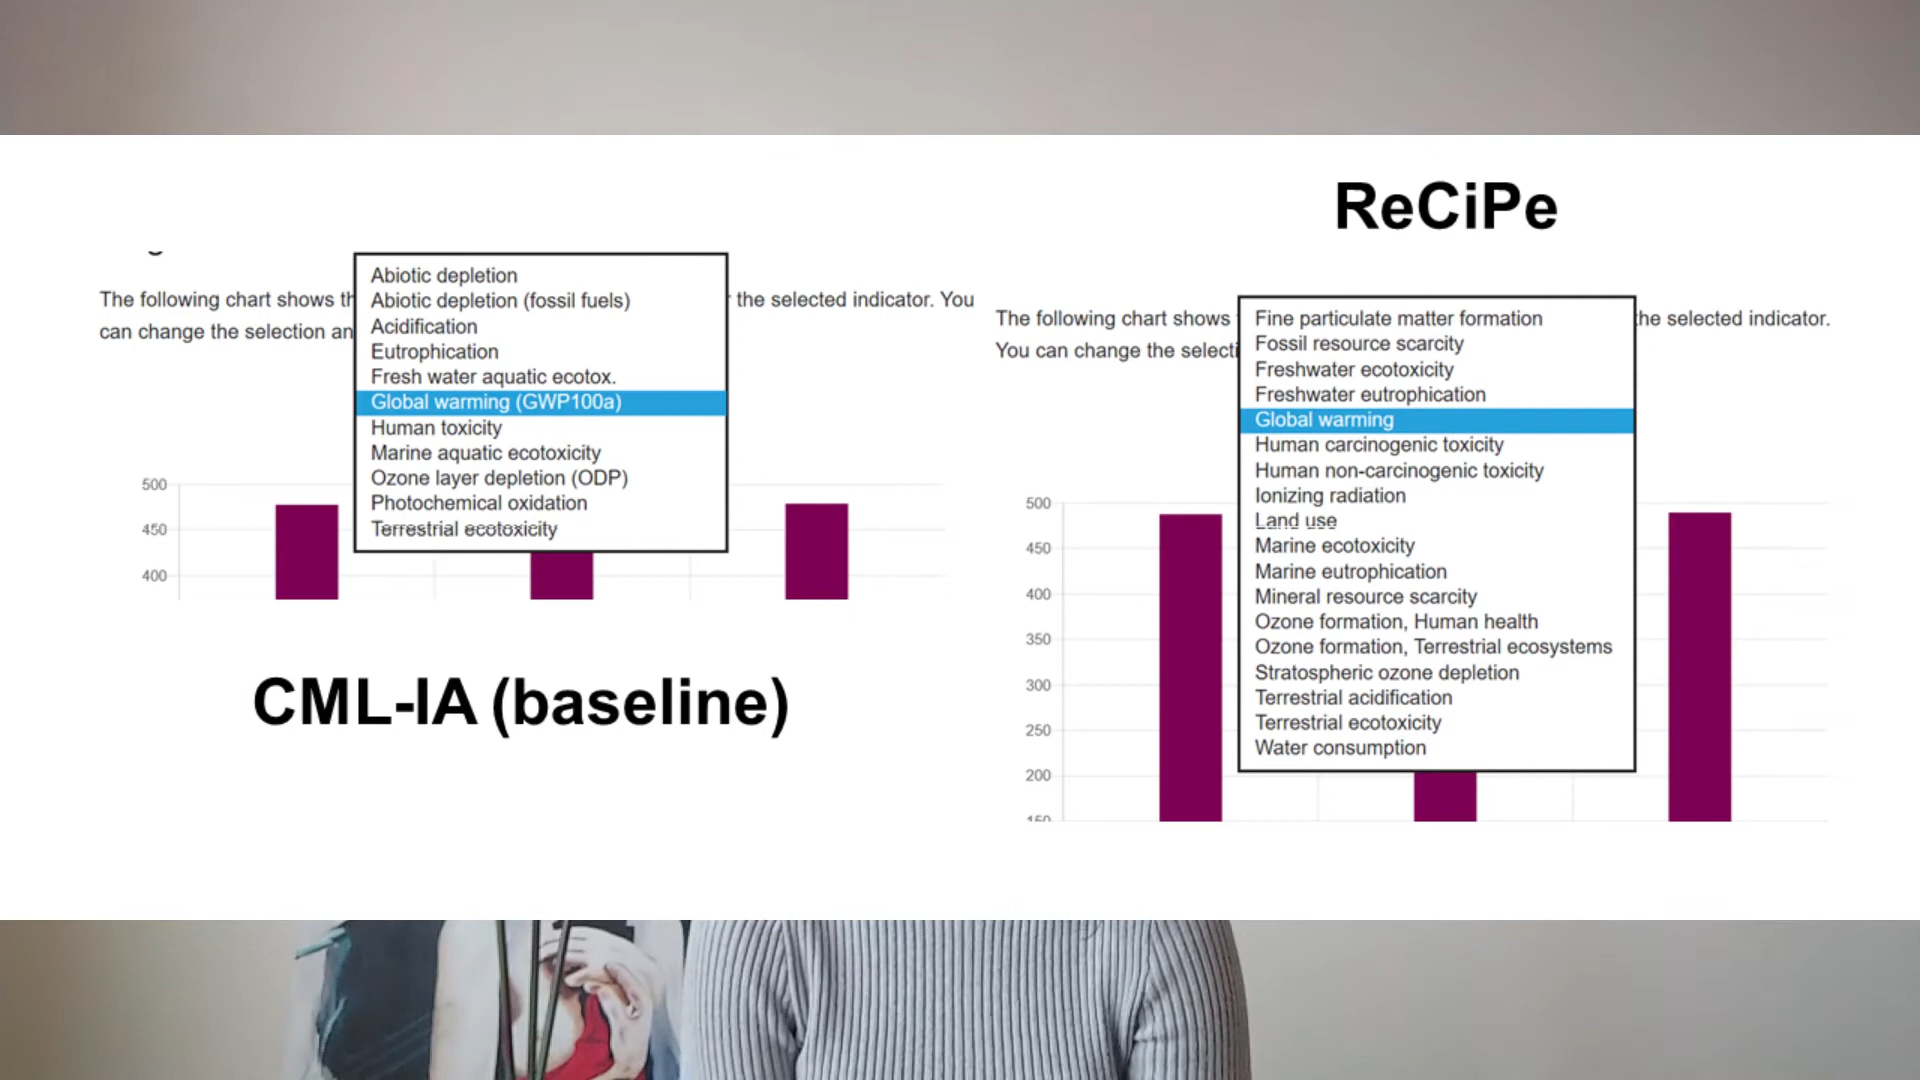 The following chart shows
the selected indicator. You
can change the selection an
Abiotic depletion
Abiotic depletion (fossil fuels)
Acidification
Eutrophication
Fresh water aquatic ecotox.
Global warming (GWP100a)
Human toxicity
Marine aquatic ecotoxicity
Ozone layer depletion (ODP)
Photochemical oxidation
Terrestrial ecotoxicity
500
450
400
CML-IA (baseline)
ReCiPe
The following chart shows
the selected indicator.
You can change the selecti
Fine particulate matter formation
Fossil resource scarcity
Freshwater ecotoxicity
Freshwater eutrophication
Global warming
Human carcinogenic toxicity
Human non-carcinogenic toxicity
Ionizing radiation
Land use
Marine ecotoxicity
Marine eutrophication
Mineral resource scarcity
Ozone formation, Human health
Ozone formation, Terrestrial ecosystems
Stratospheric ozone depletion
Terrestrial acidification
Terrestrial ecotoxicity
Water consumption
500
450
400
350
300
250
200
150